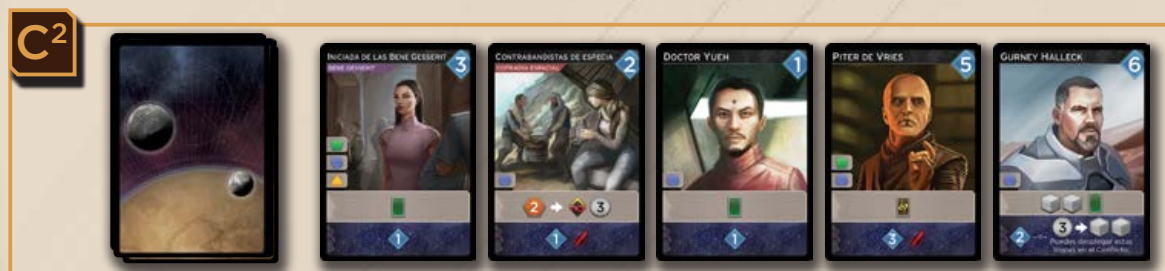 C²
INICIADA DE LAS BENE GESSERIT
3
BENE GESSERIT
1
CONTRABANDISTAS DE ESPECIA
2
COFRADÍA ESPACIAL
2
3
1
DOCTOR YUEH
1
1
PITER DE VRIES
5
3
GURNEY HALLECK
6
2
3
Puedes desplegar estas
tropas en el Conflicto.